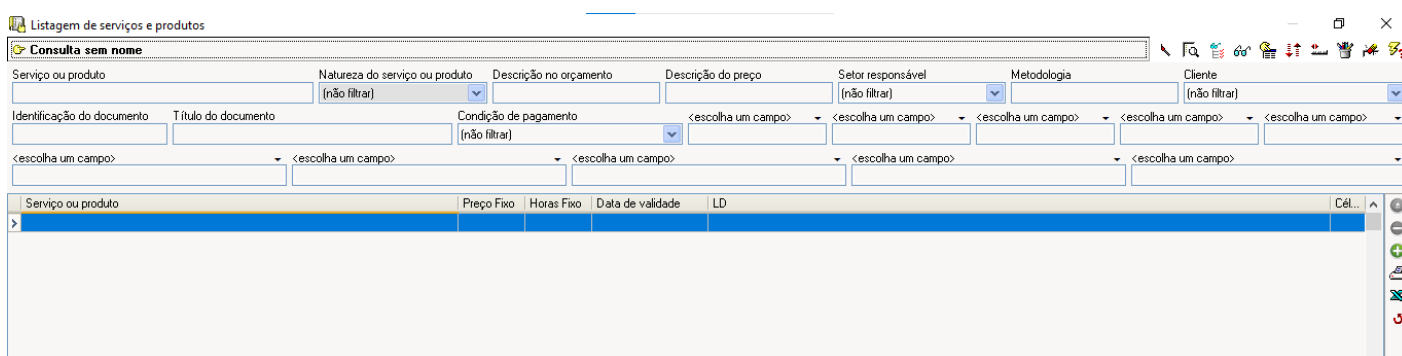 Listagem de serviços e produtos
Consulta sem nome
Serviço ou produto Natureza do serviço ou produto Descrição no orçamento Descrição do preço Setor responsável Metodologia Cliente
(não filtrar) (não filtrar) (não filtrar)
Identificação do documento Título do documento Condição de pagamento <escolha um campo> <escolha um campo> <escolha um campo> <escolha um campo> <escolha um campo>
(não filtrar)
<escolha um campo> <escolha um campo> <escolha um campo> <escolha um campo> <escolha um campo>
Serviço ou produto Preço Fixo Horas Fixo Data de validade LD Cél...